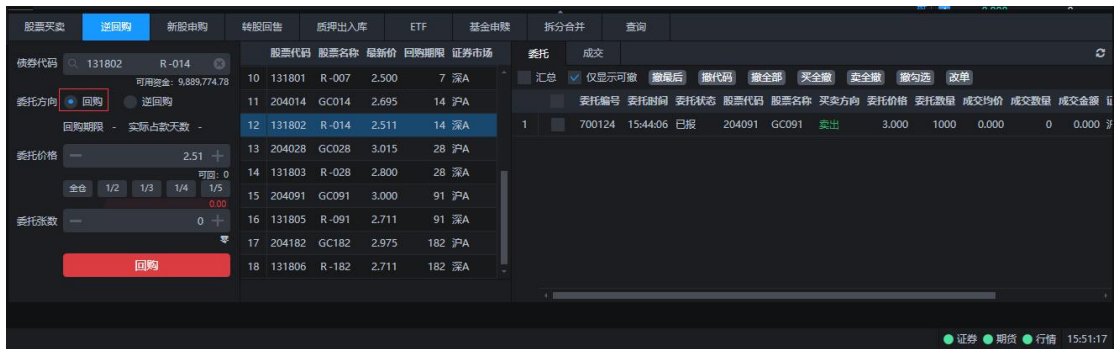 股票买卖 逆回购 新股申购 转股回售 质押出入库 ETF 基金申赎 拆分合并 查询
债券代码 131802 R-014
可用资金: 9,889,774.78
委托方向 回购 逆回购
回购期限 - 实际占款天数 -
委托价格 2.51
可回: 0
全仓 1/2 1/3 1/4 1/5
0.00
委托张数 0
零
回购
股票代码 股票名称 最新价 回购期限 证券市场
10 131801 R-007 2.500 7 深A
11 204014 GC014 2.695 14 沪A
12 131802 R-014 2.511 14 深A
13 204028 GC028 3.015 28 沪A
14 131803 R-028 2.800 28 深A
15 204091 GC091 3.000 91 沪A
16 131805 R-091 2.711 91 深A
17 204182 GC182 2.975 182 沪A
18 131806 R-182 2.711 182 深A
委托 成交
汇总 仅显示可撤 撤最后 撤代码 撤全部 买全撤 卖全撤 撤勾选 改单
委托编号 委托时间 委托状态 股票代码 股票名称 买卖方向 委托价格 委托数量 成交均价 成交数量 成交金额
1 700124 15:44:06 已报 204091 GC091 卖出 3.000 1000 0.000 0 0.000
证券 期货 行情 15:51:17